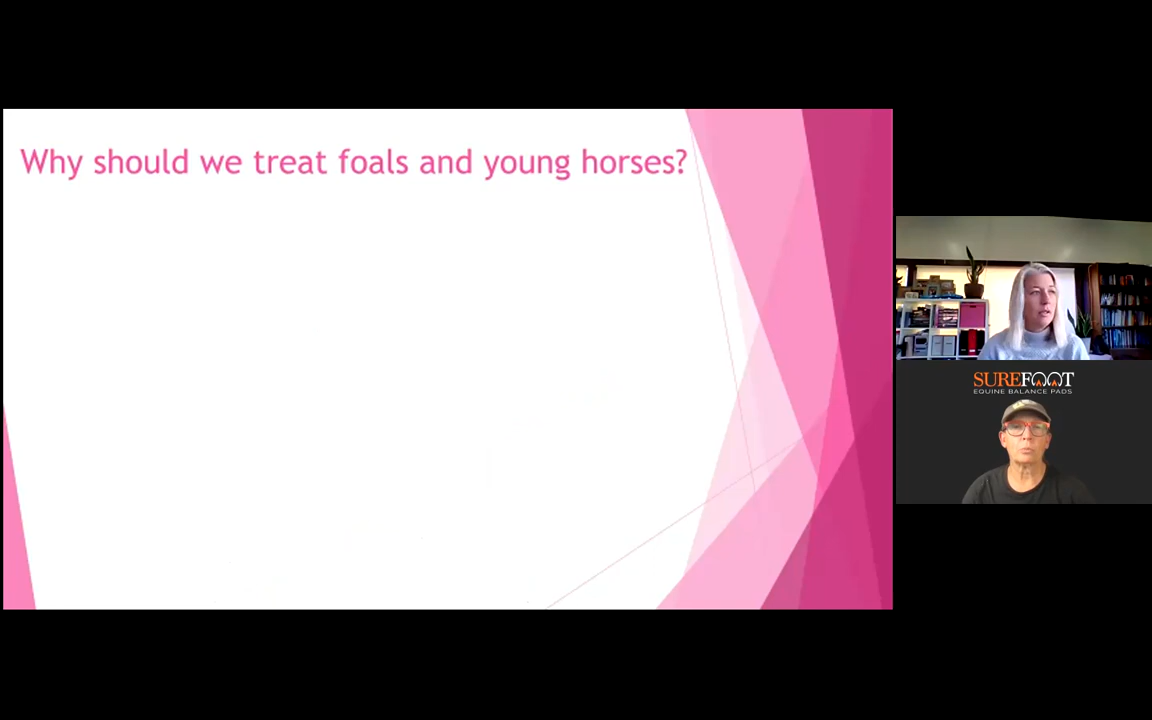 Why should we treat foals and young horses?
SUREFOOT
EQUINE BALANCE PADS